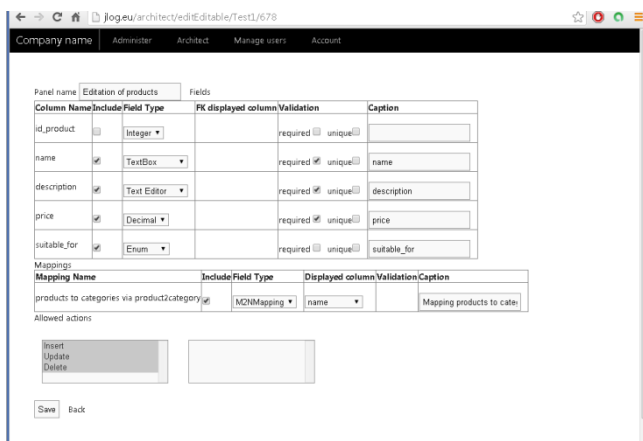 jlog.eu/architect/editEditable/Test1/678
Company name Administer Architect Manage users Account
Panel name Editation of products Fields
Column Name Include Field Type FK displayed column Validation Caption
id_product Integer required unique
name TextBox required unique name
description Text Editor required unique description
price Decimal required unique price
suitable_for Enum required unique suitable_for
Mappings
Mapping Name Include Field Type Displayed column Validation Caption
products to categories via product2category M2NMapping name Mapping products to cate
Allowed actions
Insert
Update
Delete
Save Back